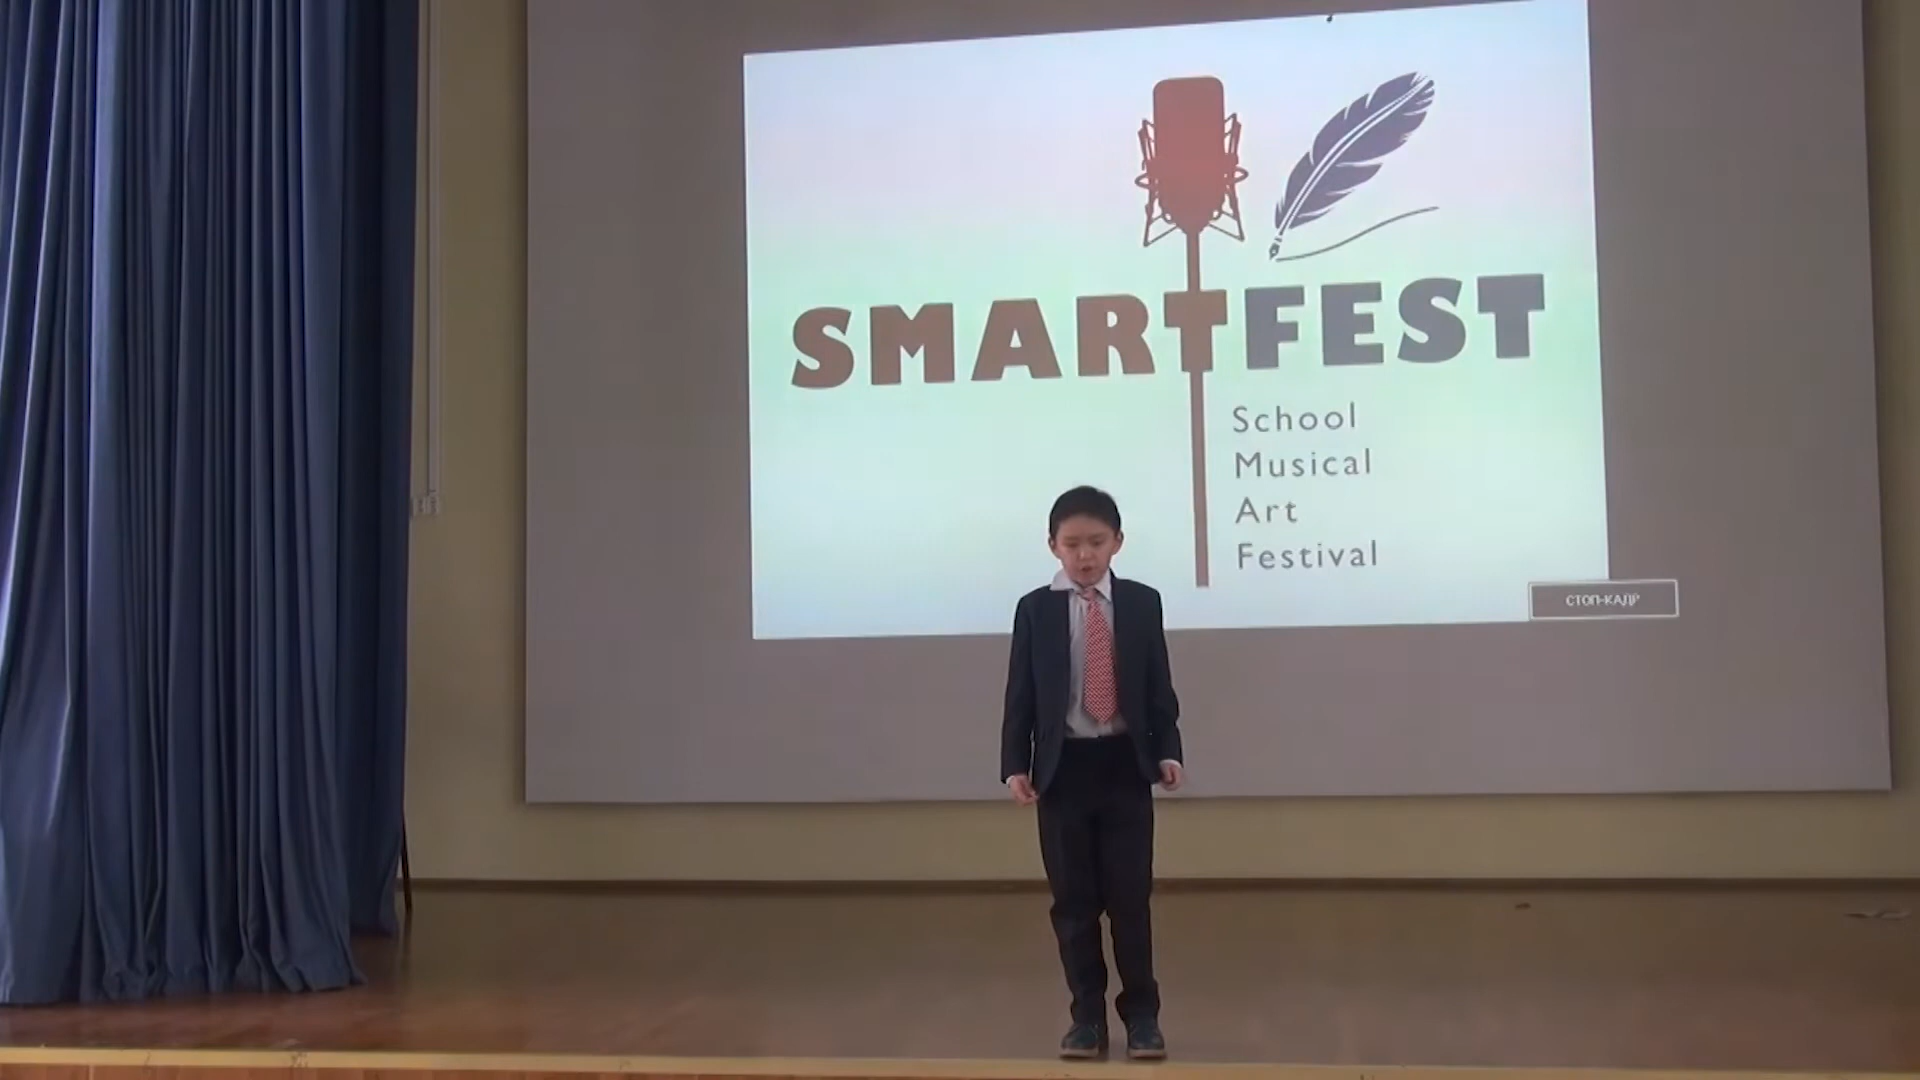 SMARTFEST
School
Musical
Art
Festival
СТОП-КАДР